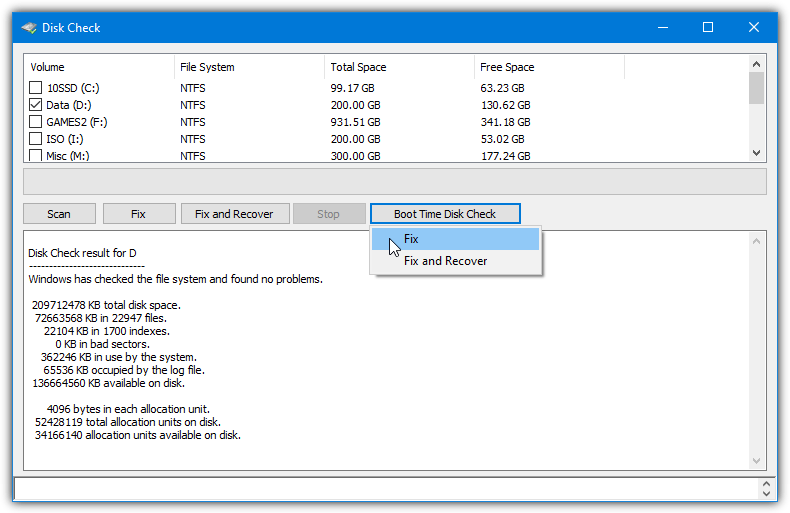 Disk Check
Volume File System Total Space Free Space
10SSD (C:) NTFS 99.17 GB 63.23 GB
Data (D:) NTFS 200.00 GB 130.62 GB
GAMES2 (F:) NTFS 931.51 GB 341.18 GB
ISO (I:) NTFS 200.00 GB 53.02 GB
Misc (M:) NTFS 300.00 GB 177.24 GB
Scan Fix Fix and Recover Stop Boot Time Disk Check
Fix
Fix and Recover
Disk Check result for D
-----------------------------
Windows has checked the file system and found no problems.
209712478 KB total disk space.
72663568 KB in 22947 files.
22104 KB in 1700 indexes.
0 KB in bad sectors.
362246 KB in use by the system.
65536 KB occupied by the log file.
136664560 KB available on disk.
4096 bytes in each allocation unit.
52428119 total allocation units on disk.
34166140 allocation units available on disk.